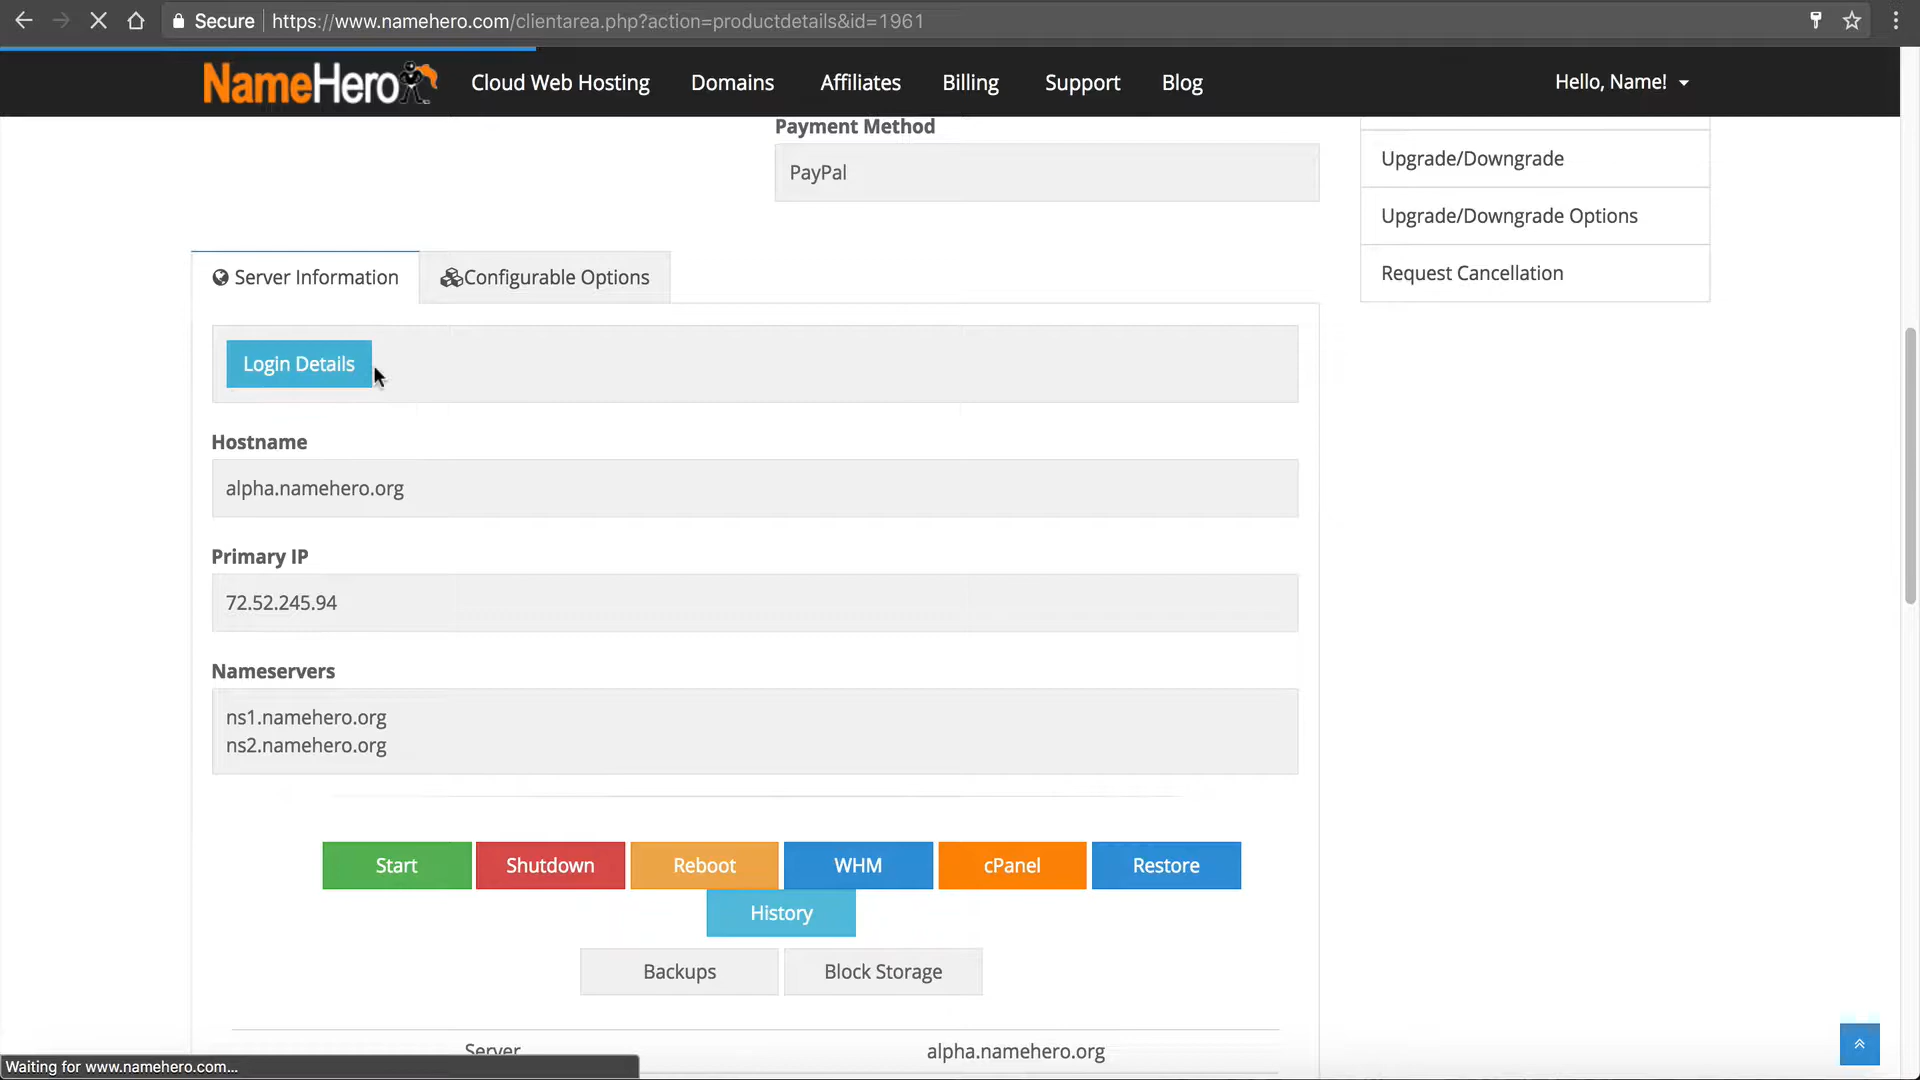 Secure https://www.namehero.com/clientarea.php?action=productdetails&id=1961
NameHero Cloud Web Hosting Domains Affiliates Billing Support Blog Hello, Name!
Payment Method
PayPal
Upgrade/Downgrade
Upgrade/Downgrade Options
Request Cancellation
Server Information Configurable Options
Login Details
Hostname
alpha.namehero.org
Primary IP
72.52.245.94
Nameservers
ns1.namehero.org
ns2.namehero.org
Start Shutdown Reboot WHM cPanel Restore
History
Backups Block Storage
Server alpha.namehero.org
Waiting for www.namehero.com...